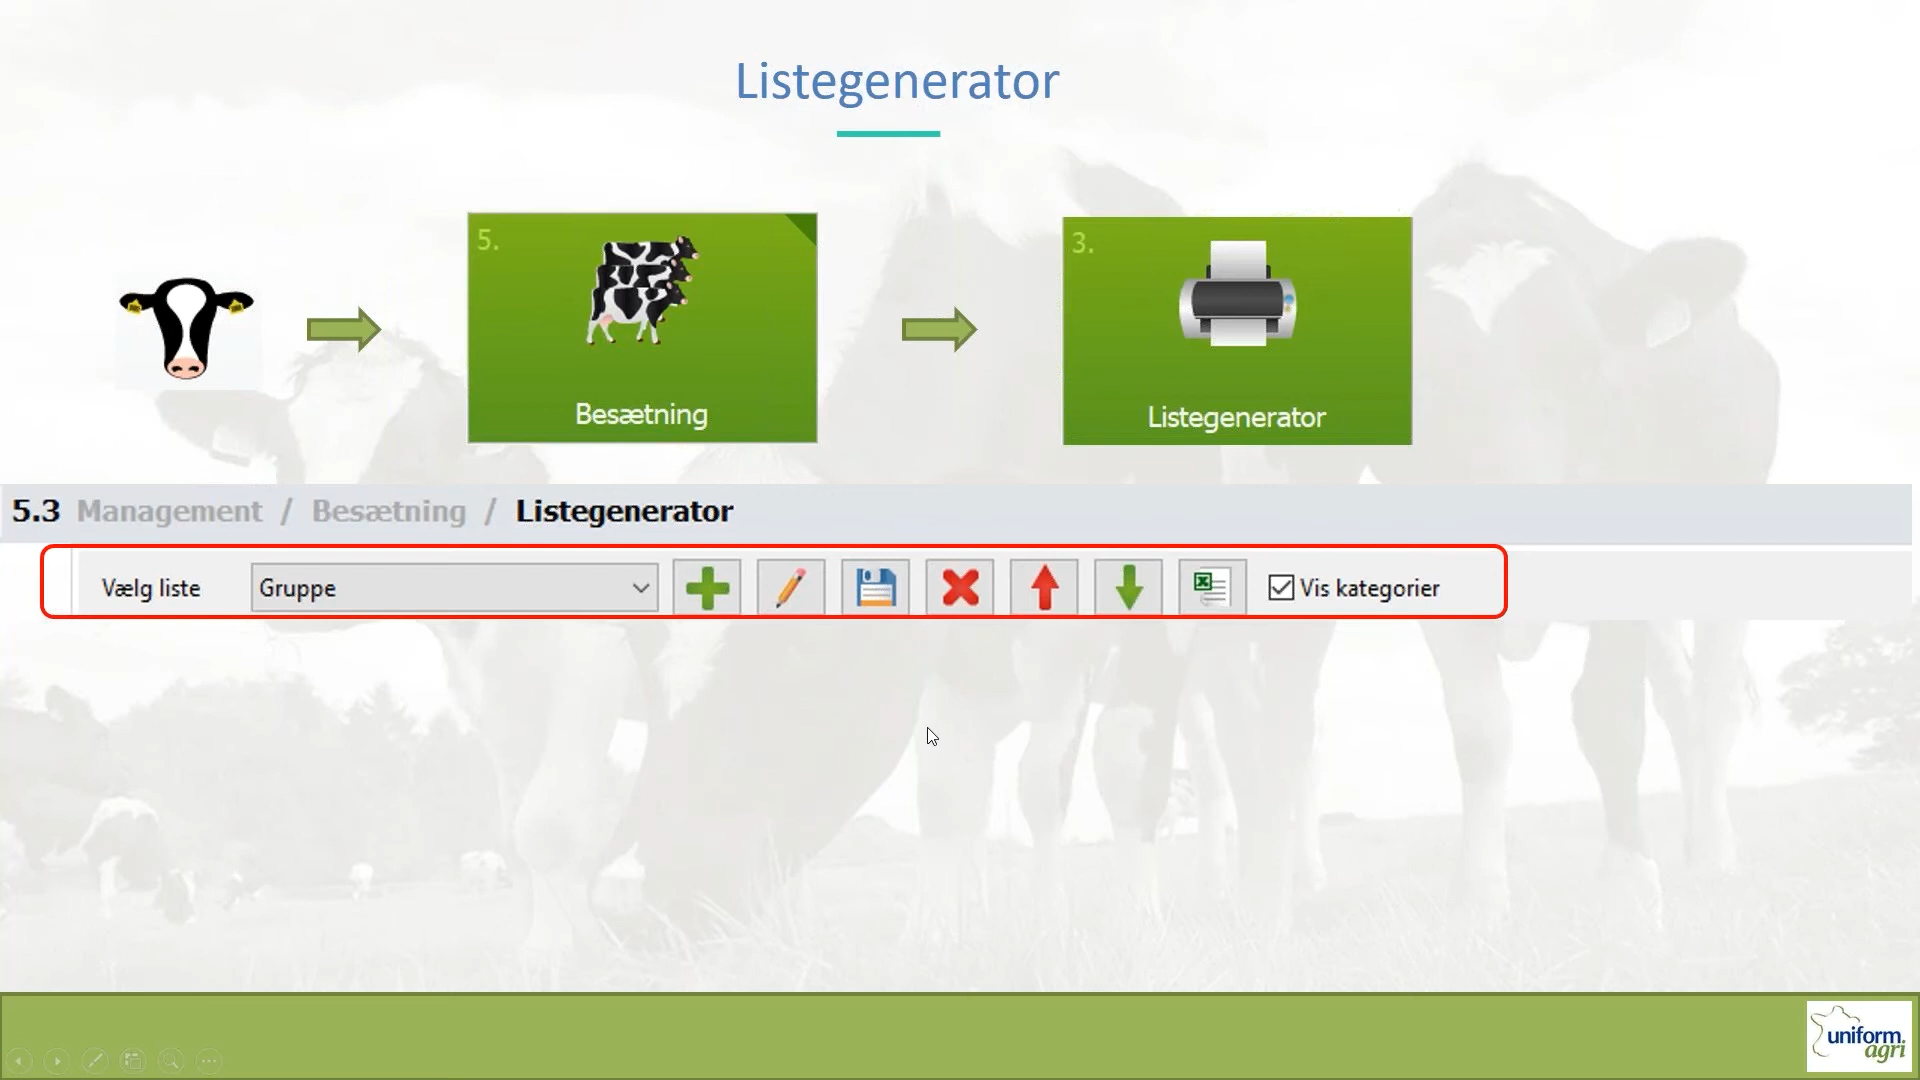 Listegenerator
5.
Besætning
3.
Listegenerator
5.3 Management / Besætning / Listegenerator
Vælg liste Gruppe Vis kategorier
uniform.
agri